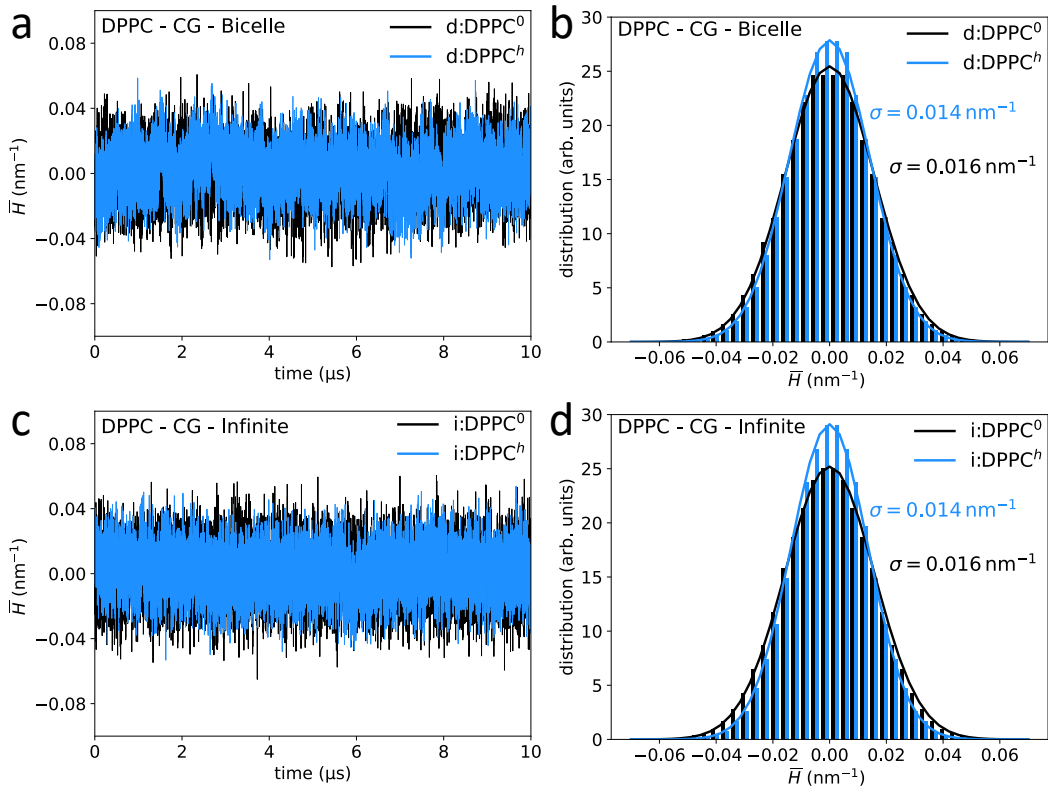 a
DPPC - CG - Bicelle
d:DPPC⁰
d:DPPCʰ
0.08
0.04
0.00
−0.04
−0.08
H̅ (nm⁻¹)
0
2
4
6
8
10
time (μs)
b
DPPC - CG - Bicelle
d:DPPC⁰
d:DPPCʰ
σ = 0.014 nm⁻¹
σ = 0.016 nm⁻¹
30
25
20
15
10
5
0
distribution (arb. units)
−0.06
−0.04
−0.02
0.00
0.02
0.04
0.06
H̅ (nm⁻¹)
c
DPPC - CG - Infinite
i:DPPC⁰
i:DPPCʰ
0.08
0.04
0.00
−0.04
−0.08
H̅ (nm⁻¹)
0
2
4
6
8
10
time (μs)
d
DPPC - CG - Infinite
i:DPPC⁰
i:DPPCʰ
σ = 0.014 nm⁻¹
σ = 0.016 nm⁻¹
30
25
20
15
10
5
0
distribution (arb. units)
−0.06
−0.04
−0.02
0.00
0.02
0.04
0.06
H̅ (nm⁻¹)